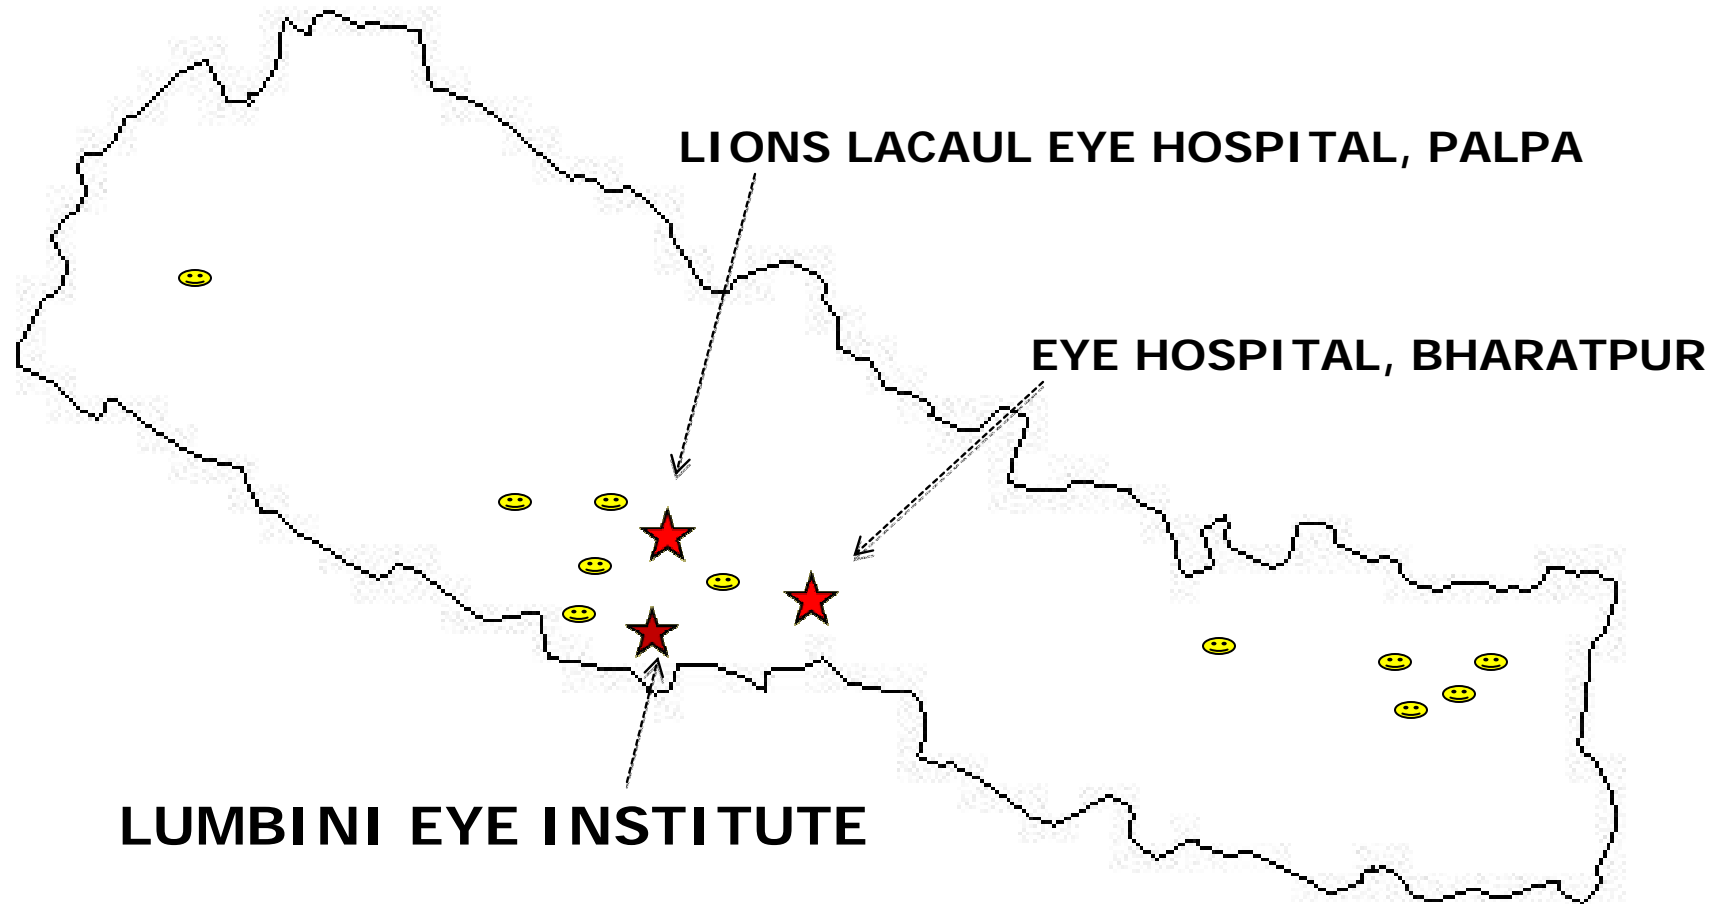 LIONS LACAUL EYE HOSPITAL, PALPA
EYE HOSPITAL, BHARATPUR
LUMBINI EYE INSTITUTE